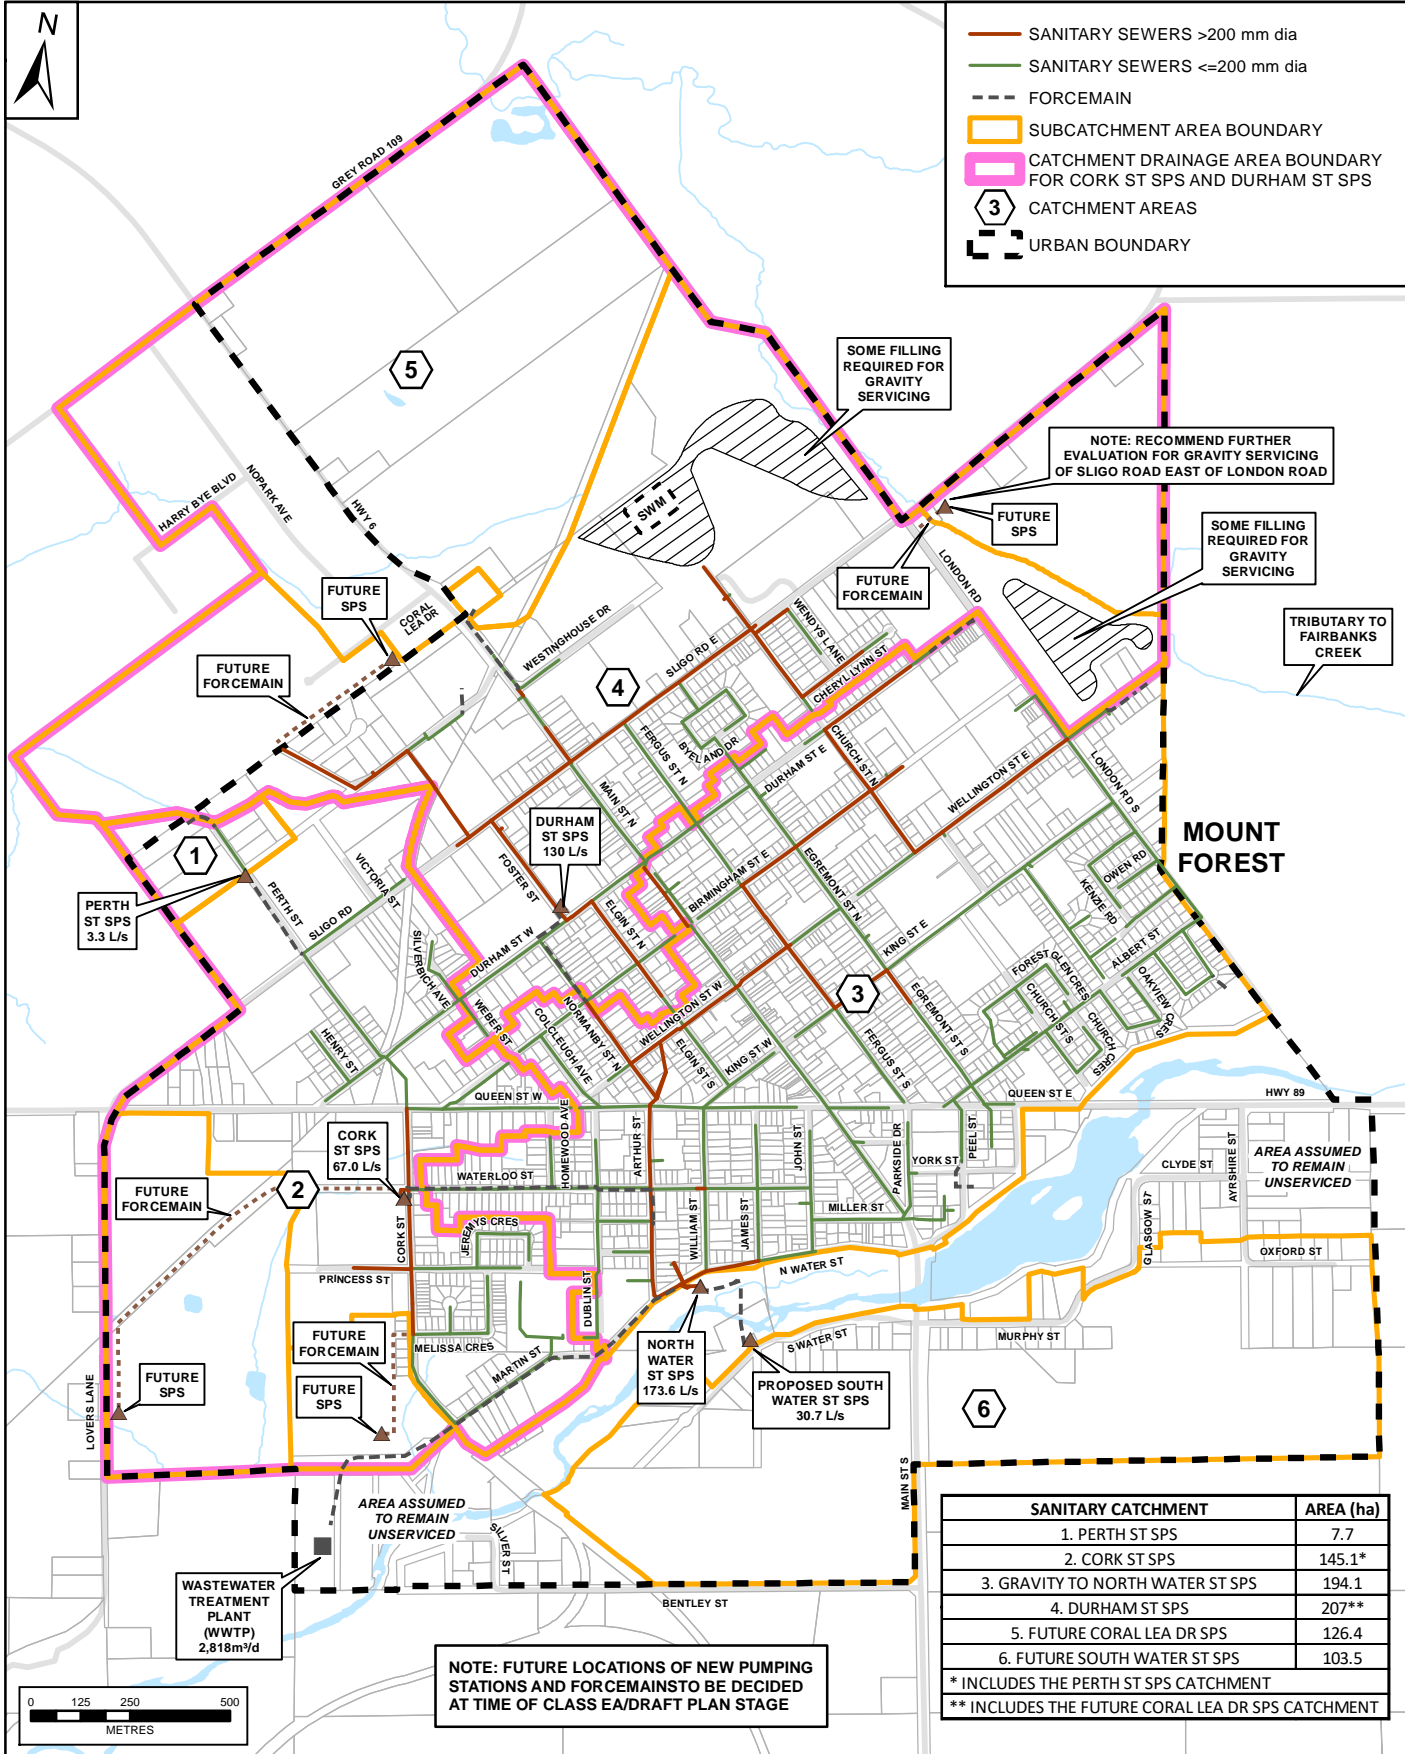 N
SANITARY SEWERS >200 mm dia
SANITARY SEWERS <=200 mm dia
FORCEMAIN
SUBCATCHMENT AREA BOUNDARY
CATCHMENT DRAINAGE AREA BOUNDARY
FOR CORK ST SPS AND DURHAM ST SPS
3
CATCHMENT AREAS
URBAN BOUNDARY
GREY ROAD 109
5
SOME FILLING
REQUIRED FOR
GRAVITY
SERVICING
NOTE: RECOMMEND FURTHER
EVALUATION FOR GRAVITY SERVICING
OF SLIGO ROAD EAST OF LONDON ROAD
HARRY BYE BLVD
NOPARK AVE
HWY 6
SWM
FUTURE
SPS
SOME FILLING
REQUIRED FOR
GRAVITY
SERVICING
FUTURE
FORCEMAIN
LONDON RD
FUTURE
SPS
CORAL
LEA DR
WESTINGHOUSE DR
WENDYS LANE
TRIBUTARY TO
FAIRBANKS
CREEK
FUTURE
FORCEMAIN
4
SLIGO RD E
CHERYL LYNN ST
FERGUS ST N
BYELAND DR
CHURCH ST N
DURHAM ST E
MAIN ST N
WELLINGTON ST E
LONDON RD S
DURHAM
ST SPS
130 L/s
MOUNT
FOREST
1
VICTORIA ST
FOSTER ST
BIRMINGHAM ST E
EGREMONT ST N
OWEN RD
KENZIE RD
PERTH
ST SPS
3.3 L/s
PERTH ST
SLIGO RD
SILVERBICH AVE
DURHAM ST W
ELGIN ST N
KING ST E
ALBERT ST
FOREST GLEN CRES
OAKVIEW CRES
3
WEBER ST
NORMANBY ST N
COLCLEUGH AVE
WELLINGTON ST W
EGREMONT ST S
CHURCH ST S
CHURCH CRES
HENRY ST
ELGIN ST S
KING ST W
FERGUS ST S
QUEEN ST W
QUEEN ST E
HWY 89
CORK
ST SPS
67.0 L/s
HOMEWOOD AVE
ARTHUR ST
JOHN ST
PARKSIDE DR
PEEL ST
YORK ST
CLYDE ST
AYRSHIRE ST
AREA ASSUMED
TO REMAIN
UNSERVICED
WATERLOO ST
FUTURE
FORCEMAIN
2
CORK ST
JEREMYS CRES
WILLIAM ST
JAMES ST
MILLER ST
GLASGOW ST
OXFORD ST
PRINCESS ST
N WATER ST
DUBLIN ST
FUTURE
FORCEMAIN
MELISSA CRES
MARTIN ST
NORTH
WATER
ST SPS
173.6 L/s
S WATER ST
MURPHY ST
LOVERS LANE
FUTURE
SPS
FUTURE
SPS
PROPOSED SOUTH
WATER ST SPS
30.7 L/s
6
MAIN ST S
AREA ASSUMED
TO REMAIN
UNSERVICED
SILVER ST
BENTLEY ST
WASTEWATER
TREATMENT
PLANT
(WWTP)
2,818m³/d
NOTE: FUTURE LOCATIONS OF NEW PUMPING
STATIONS AND FORCEMAINSTO BE DECIDED
AT TIME OF CLASS EA/DRAFT PLAN STAGE
SANITARY CATCHMENT AREA (ha)
1. PERTH ST SPS 7.7
2. CORK ST SPS 145.1*
3. GRAVITY TO NORTH WATER ST SPS 194.1
4. DURHAM ST SPS 207**
5. FUTURE CORAL LEA DR SPS 126.4
6. FUTURE SOUTH WATER ST SPS 103.5
* INCLUDES THE PERTH ST SPS CATCHMENT
** INCLUDES THE FUTURE CORAL LEA DR SPS CATCHMENT
0 125 250 500
METRES